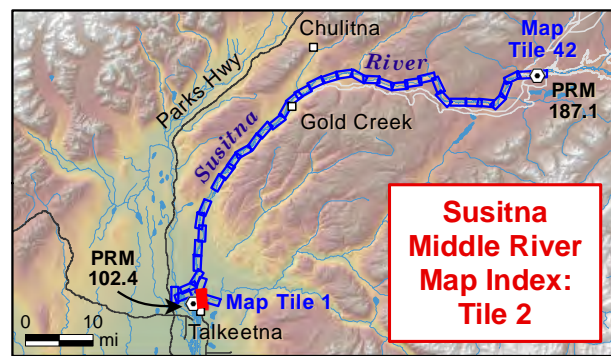 Chulitna
Map
Tile 42
River
Parks Hwy
PRM
187.1
Gold Creek
Susitna
Susitna
Middle River
Map Index:
Tile 2
PRM
102.4
Map Tile 1
0 10
mi
Talkeetna